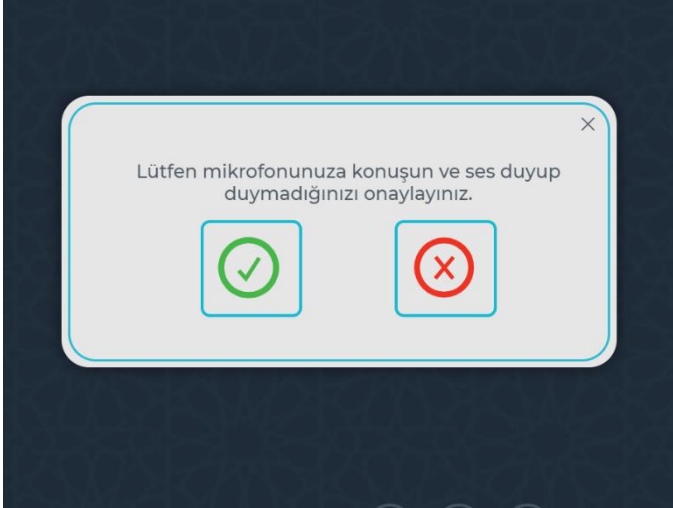 Lütfen mikrofonunuza konuşun ve ses duyup
duymadığınızı onaylayınız.